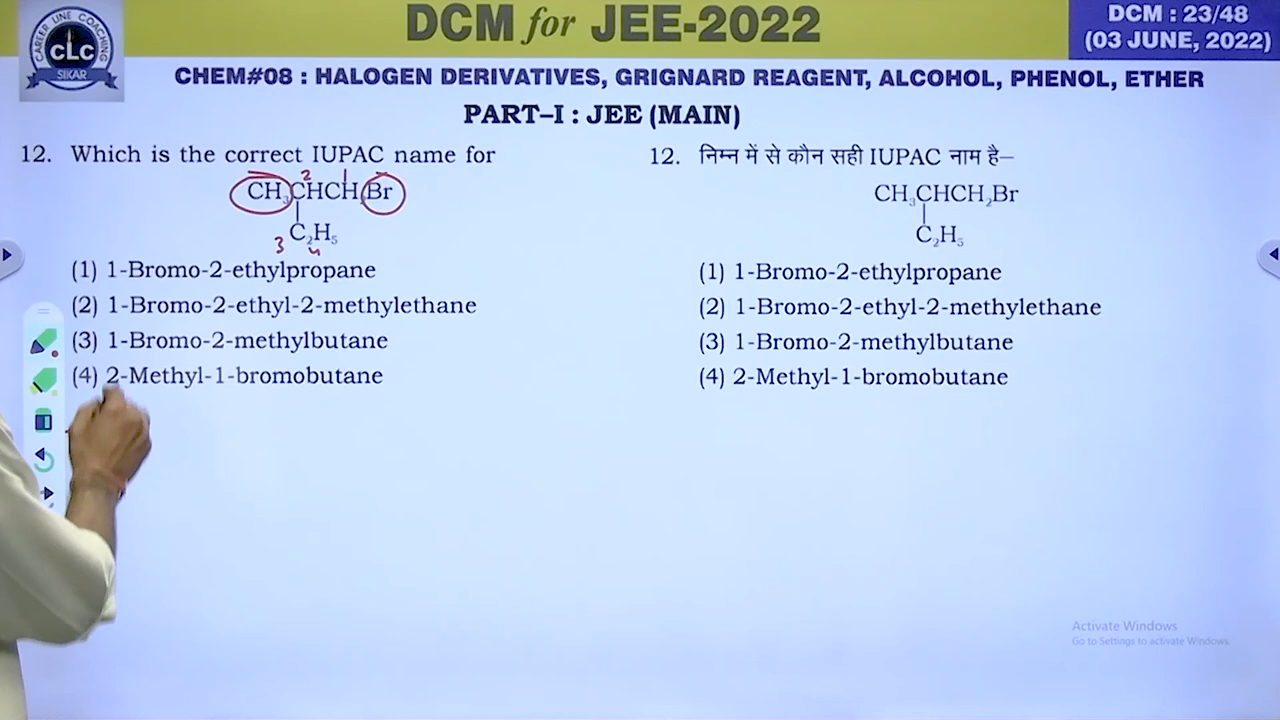 DCM for JEE-2022
DCM : 23/48
(03 JUNE, 2022)
CAREER LINE COACHING
CLC
SIKAR
CHEM#08 : HALOGEN DERIVATIVES, GRIGNARD REAGENT, ALCOHOL, PHENOL, ETHER
PART–I : JEE (MAIN)
12. Which is the correct IUPAC name for
2 1
CH₃CHCH₂Br
C₂H₅
3 4
(1) 1-Bromo-2-ethylpropane
(2) 1-Bromo-2-ethyl-2-methylethane
(3) 1-Bromo-2-methylbutane
(4) 2-Methyl-1-bromobutane
12. निम्न में से कौन सही IUPAC नाम है–
CH₃CHCH₂Br
C₂H₅
(1) 1-Bromo-2-ethylpropane
(2) 1-Bromo-2-ethyl-2-methylethane
(3) 1-Bromo-2-methylbutane
(4) 2-Methyl-1-bromobutane
Activate Windows
Go to Settings to activate Windows.